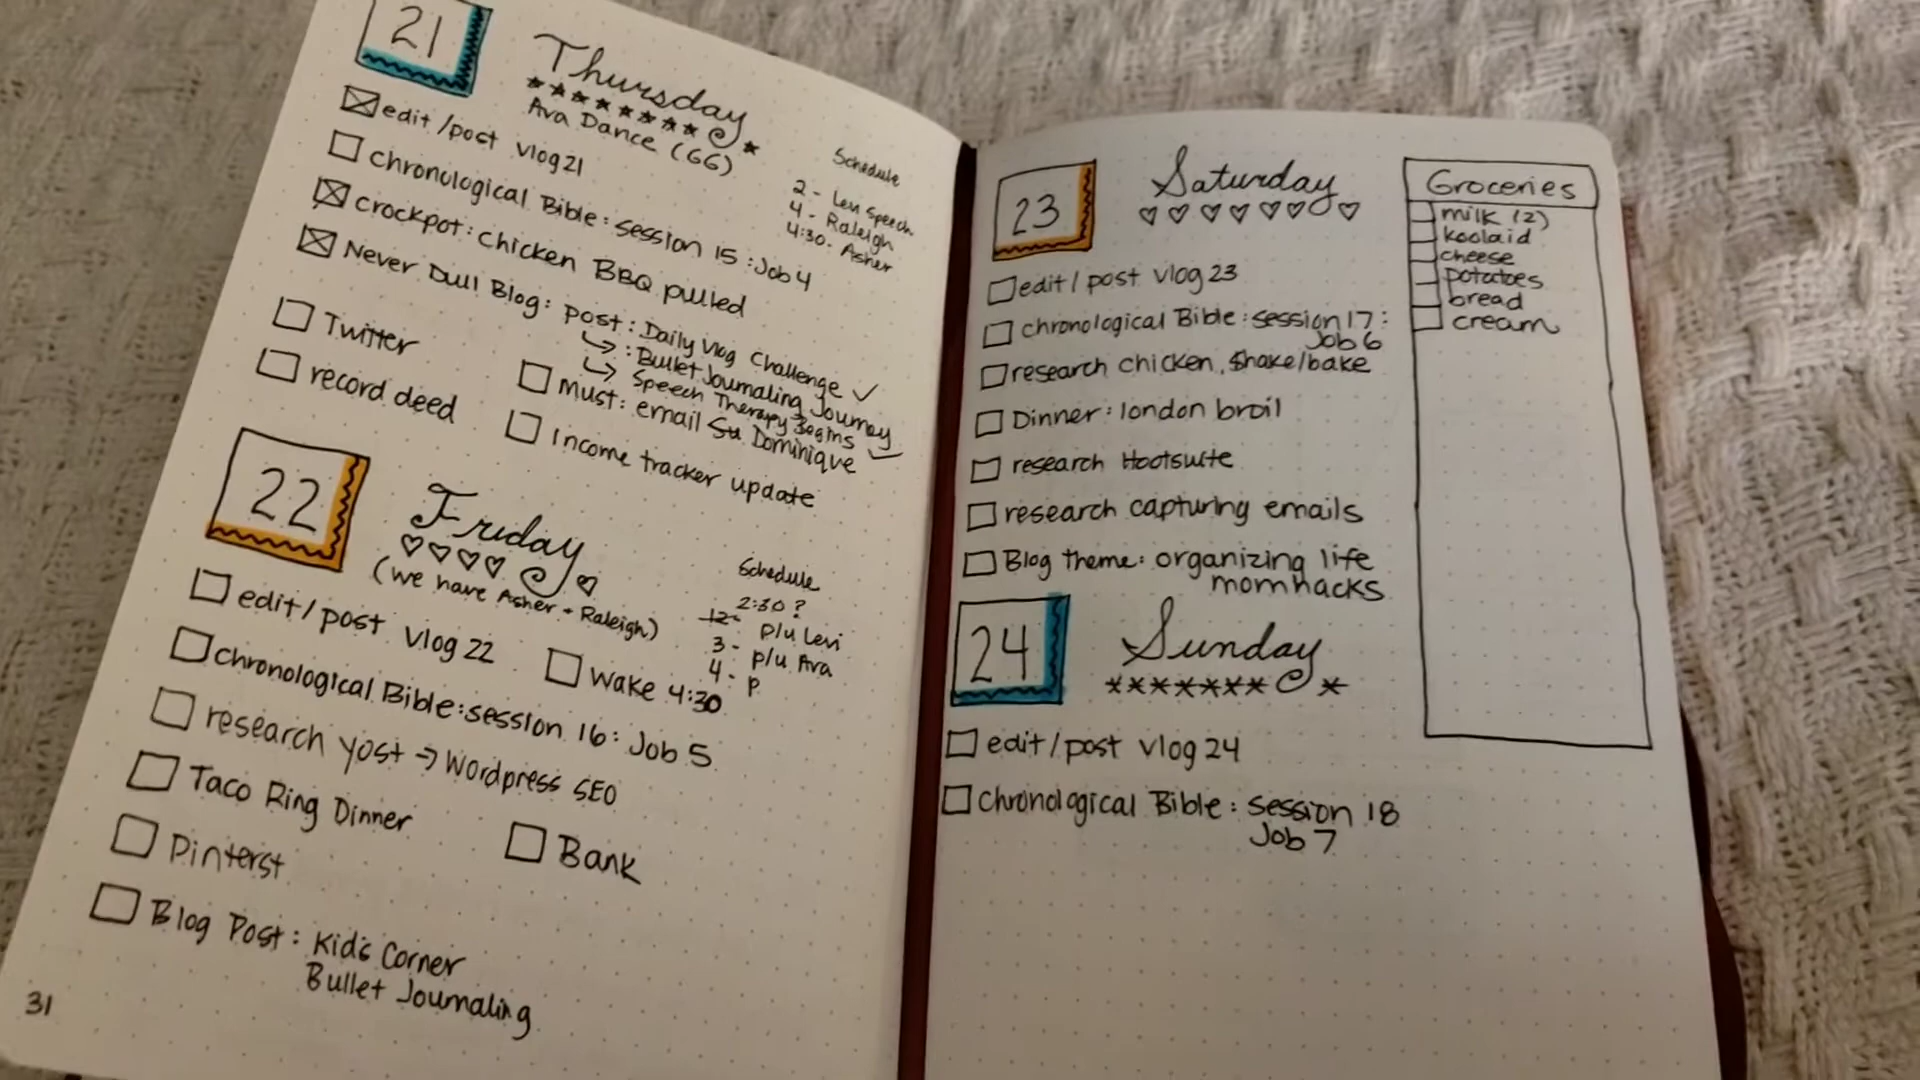 21
Thursday
Ava Dance (GG)
edit/post vlog 21
Chronological Bible: session 15: Job 4
Crockpot: Chicken BBQ pulled
Never Dull Blog: post: Daily Vlog Challenge
: Bullet Journaling Journey
Speech Therapy Begins
Twitter
record deed
Must: email Dominique
Income tracker update
Schedule
2 - Levi Speech
4 - Raleigh
4:30 - Asher
22
Friday
(we have Asher + Raleigh)
edit/post vlog 22
Wake 4:30
Chronological Bible: session 16: Job 5
research Yost → Wordpress SEO
Taco Ring Dinner
Bank
Pinterst
Blog Post: Kid's Corner
Bullet Journaling
Schedule
2:30?
12- p/u Levi
3 - p/u Ava
4 - P
31
23
Saturday
edit/post vlog 23
chronological Bible: session 17:
Job 6
research chicken, shake/bake
Dinner: london broil
research Hootsuite
research capturing emails
Blog theme: organizing life
momhacks
Groceries
milk (2)
koolaid
cheese
potatoes
bread
cream
24
Sunday
edit/post vlog 24
chronological Bible: session 18
Job 7